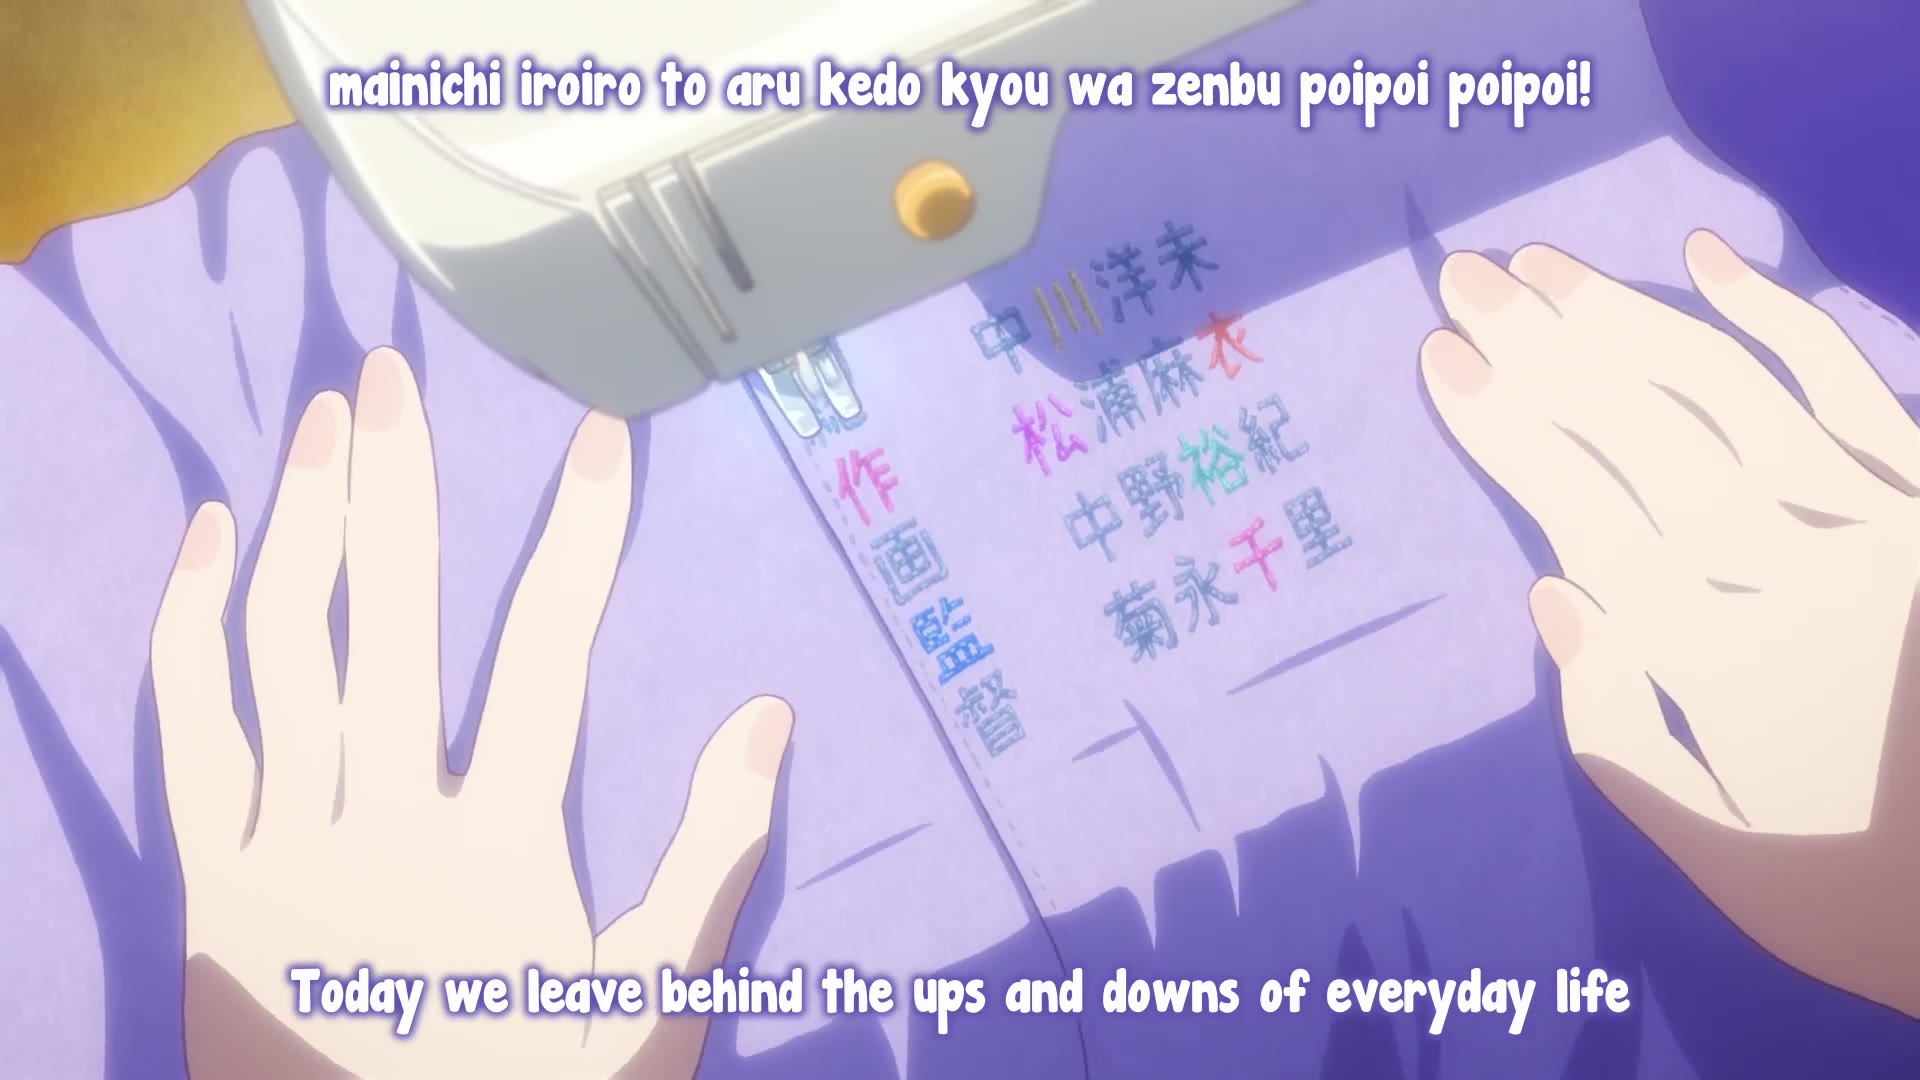 mainichi iroiro to aru kedo kyou wa zenbu poipoi poipoi!
総作画監督
中川洋未
松浦麻衣
中野裕紀
菊永千里
Today we leave behind the ups and downs of everyday life